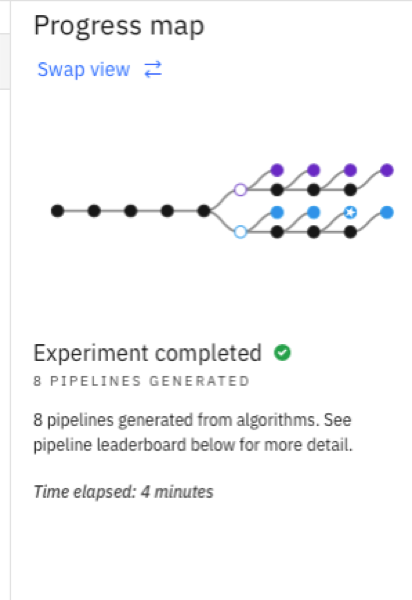 Progress map
Swap view
Experiment completed
8 PIPELINES GENERATED
8 pipelines generated from algorithms. See
pipeline leaderboard below for more detail.
Time elapsed: 4 minutes